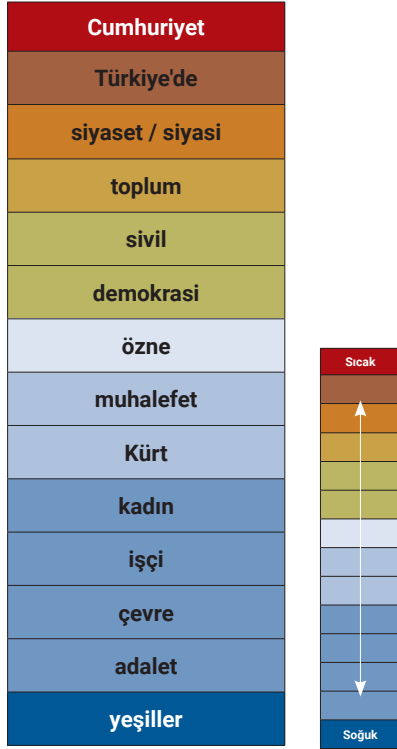 Cumhuriyet
Türkiye'de
siyaset / siyasi
toplum
sivil
demokrasi
özne
muhalefet
Kürt
kadın
işçi
çevre
adalet
yeşiller
Sıcak
Soğuk